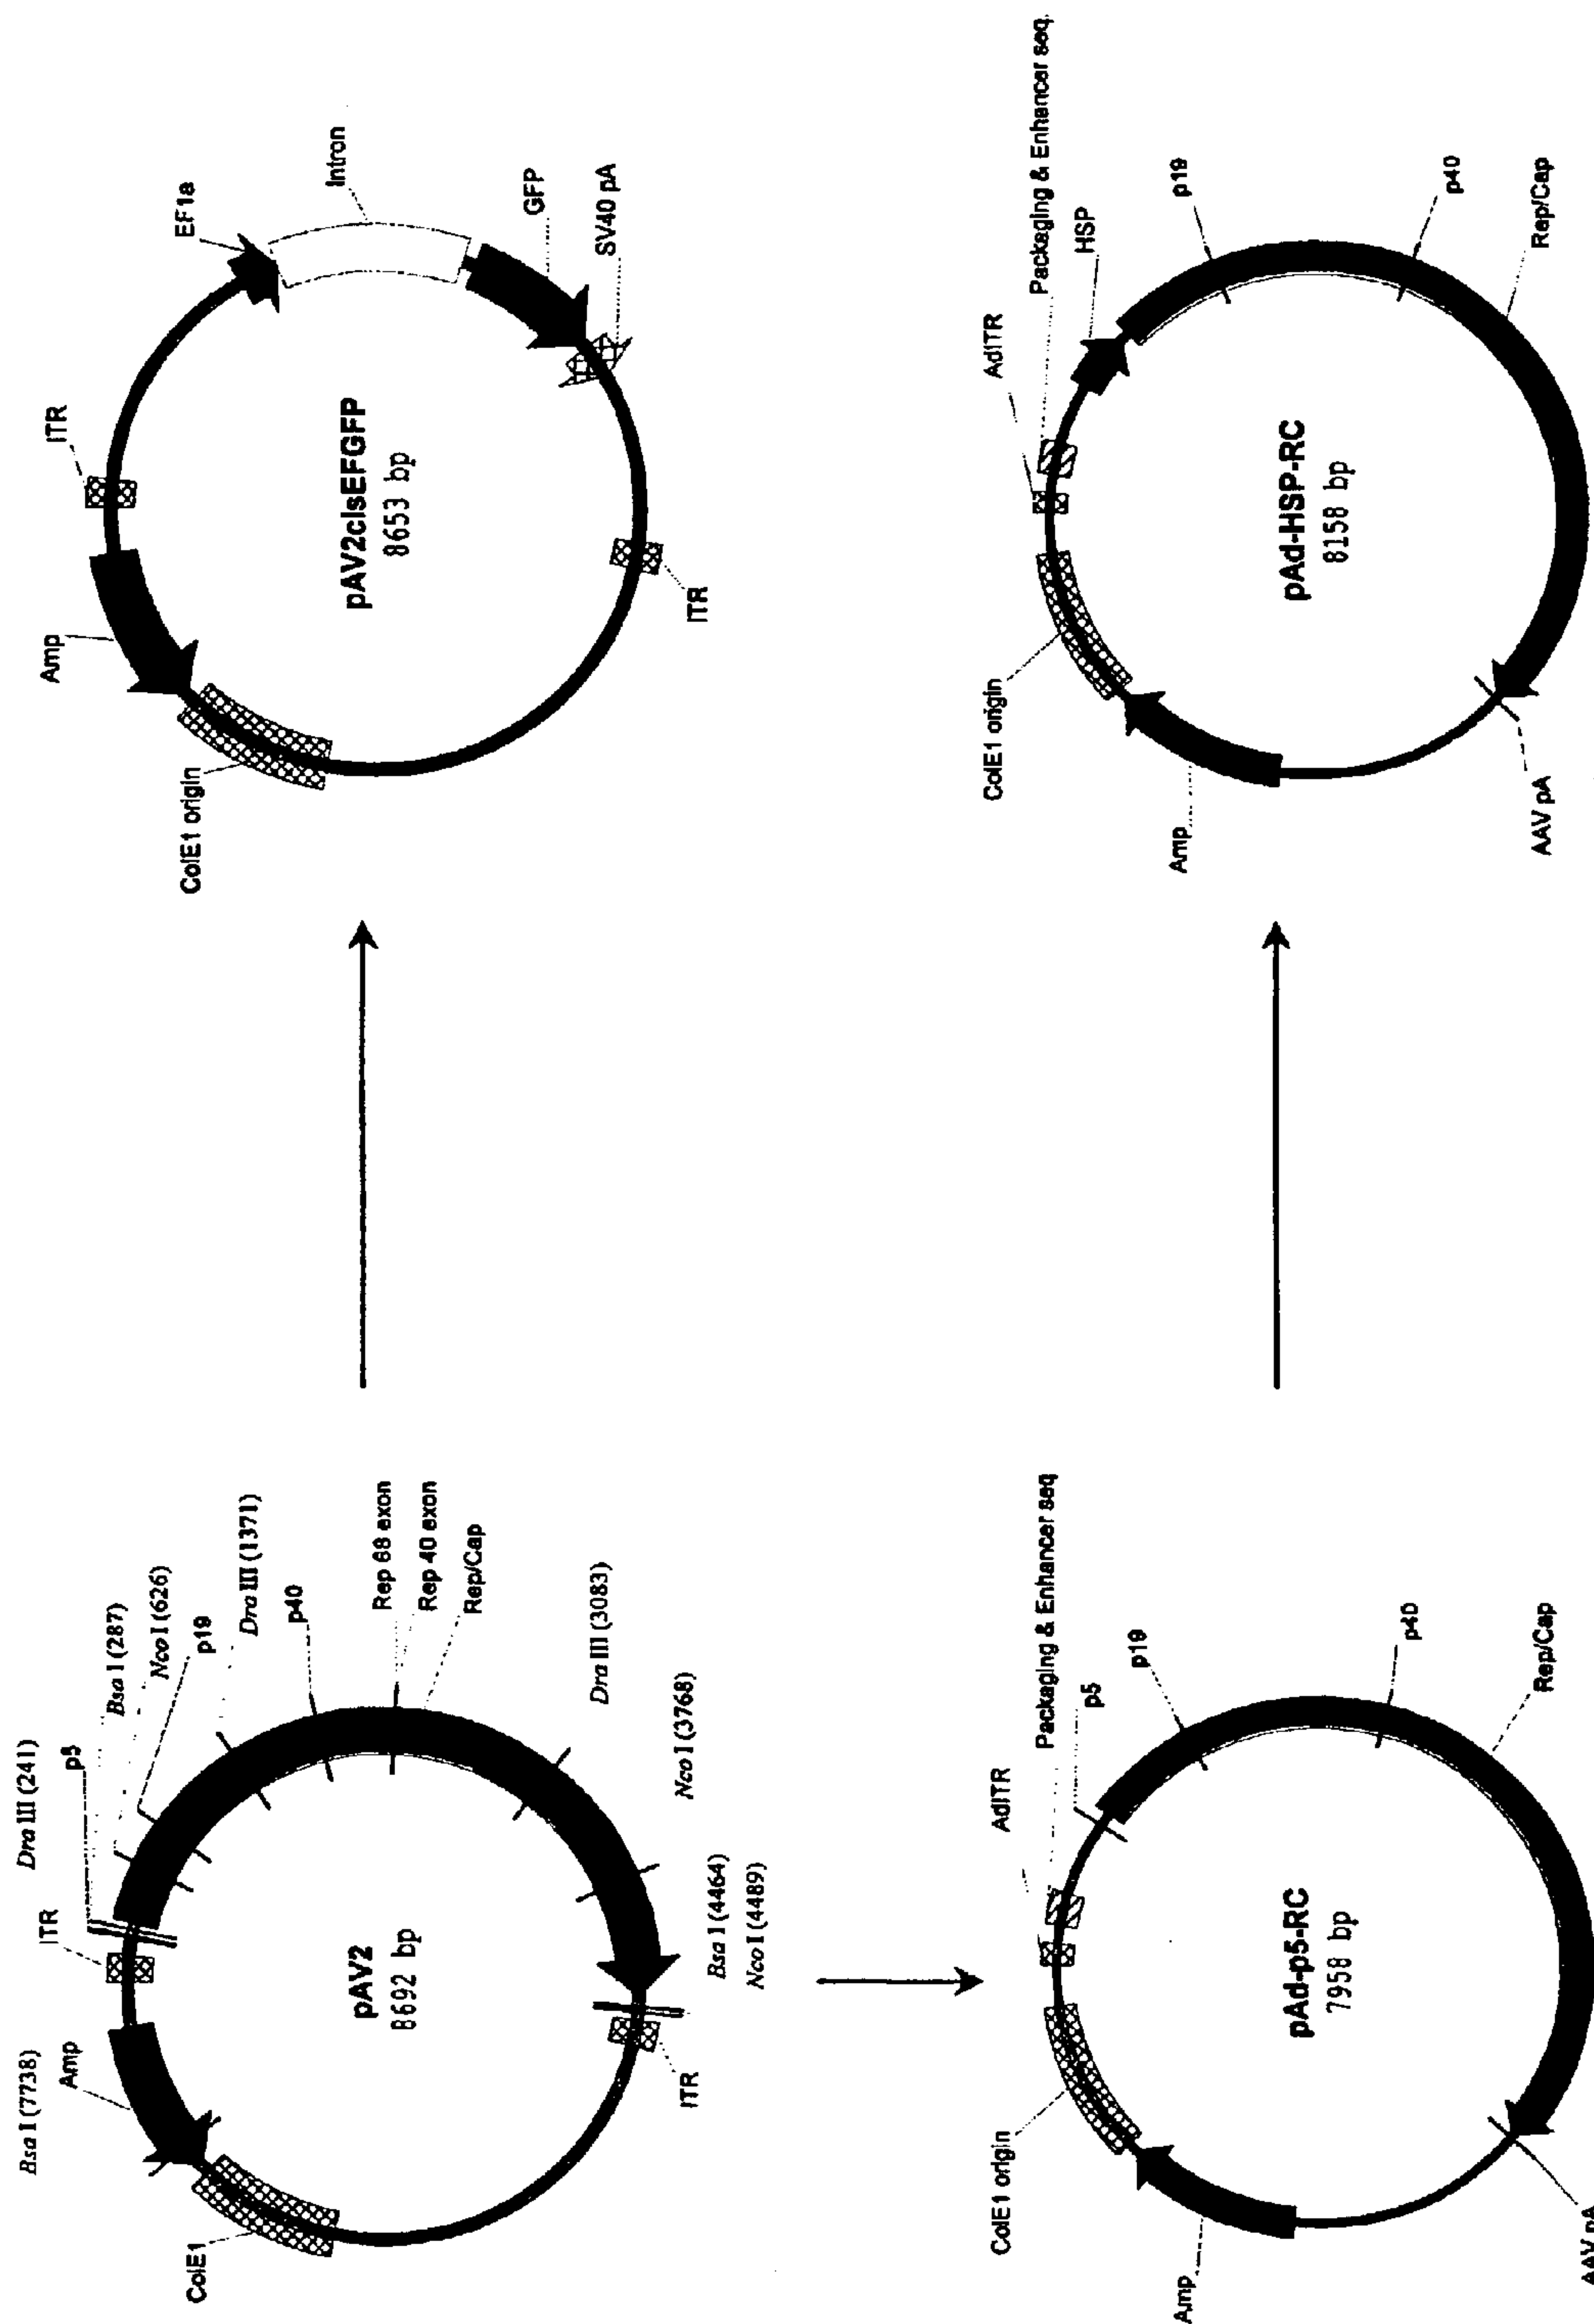 Bsa I (7738)
Amp
ColE1
ITR
Dra III (241)
p5
Bsa I (287)
Nco I (626)
p19
Dra III (1371)
p40
Rep 68 exon
Rep 40 exon
Rep/Cap
Dra III (3083)
Nco I (3768)
Bsa I (4464)
Nco I (4489)
ITR
pAV2
8692 bp
ColE1 origin
Amp
ITR
EF1a
Intron
GFP
SV40 pA
ITR
pAV2cisEFGFP
8653 bp
Amp
ColE1 origin
AdITR
Packaging & Enhancer seq
p5
p19
p40
Rep/Cap
AAV pA
pAd-p5-RC
7958 bp
Amp
ColE1 origin
AdITR
Packaging & Enhancer seq.
HSP
p19
p40
Rep/Cap
AAV pA
pAd-HSP-RC
8158 bp